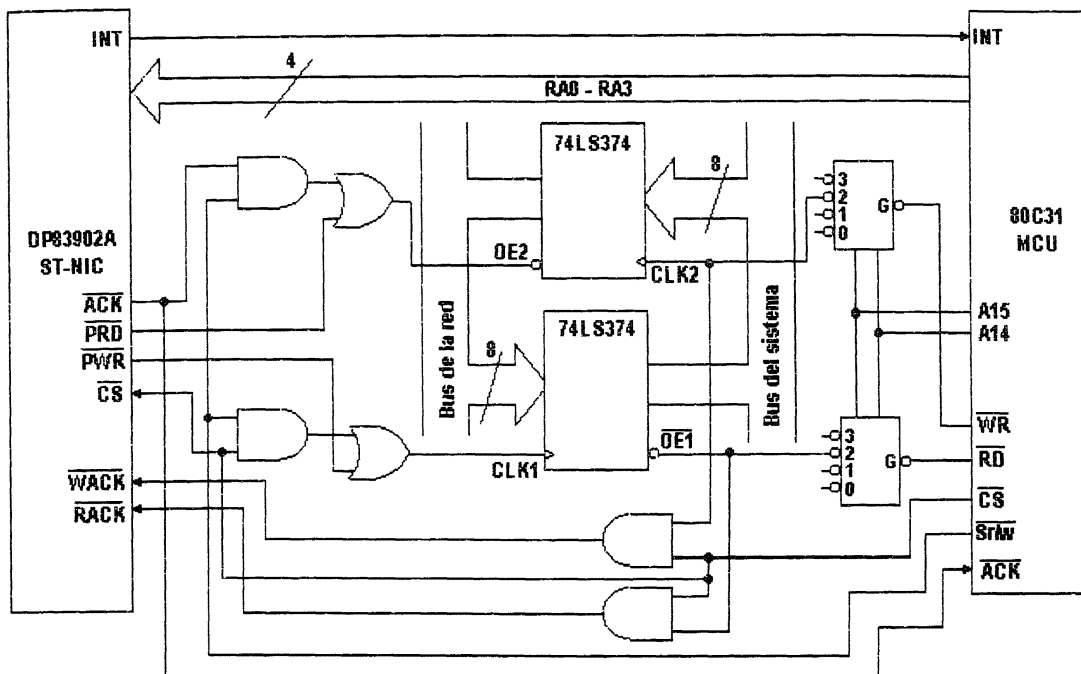 INT
INT
4
RA0 - RA3
74LS374
8
3
2
1
0
G
80C31
MCU
DP83902A
ST-NIC
OE2
CLK2
ACK
PRD
PWR
CS
Bus de la red
74LS374
Bus del sistema
A15
A14
8
OE1
CLK1
3
2
1
0
G
WR
RD
CS
Sr/w
ACK
WACK
RACK